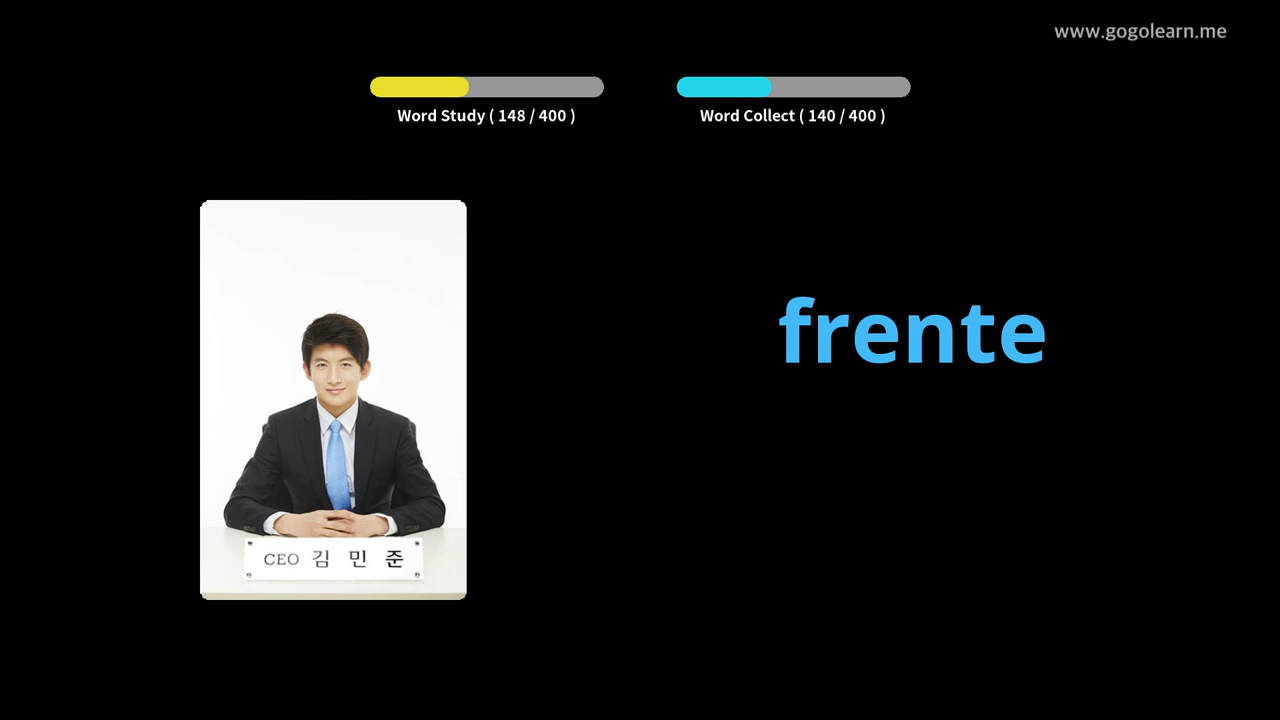 www.gogolearn.me
Word Study ( 148 / 400 )
Word Collect ( 140 / 400 )
frente
CEO 김 민 준